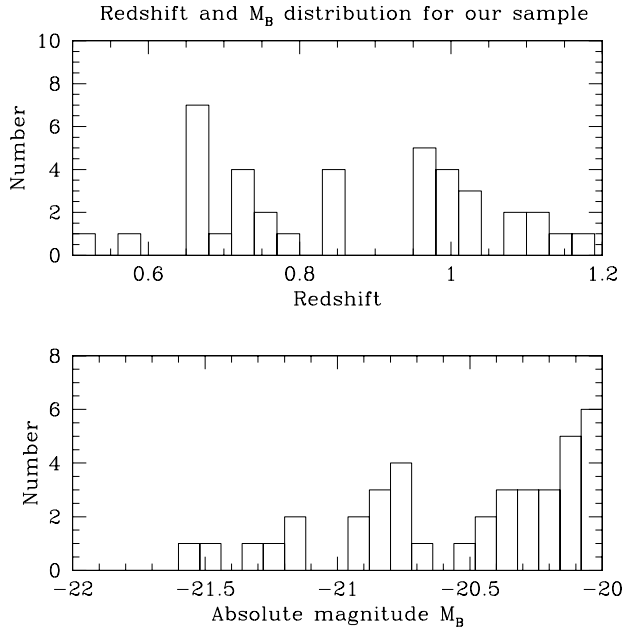 Redshift and M_B distribution for our sample
10
8
6
4
2
0
Number
0.6 0.8 1 1.2
Redshift
8
6
4
2
0
Number
−22 −21.5 −21 −20.5 −20
Absolute magnitude M_B